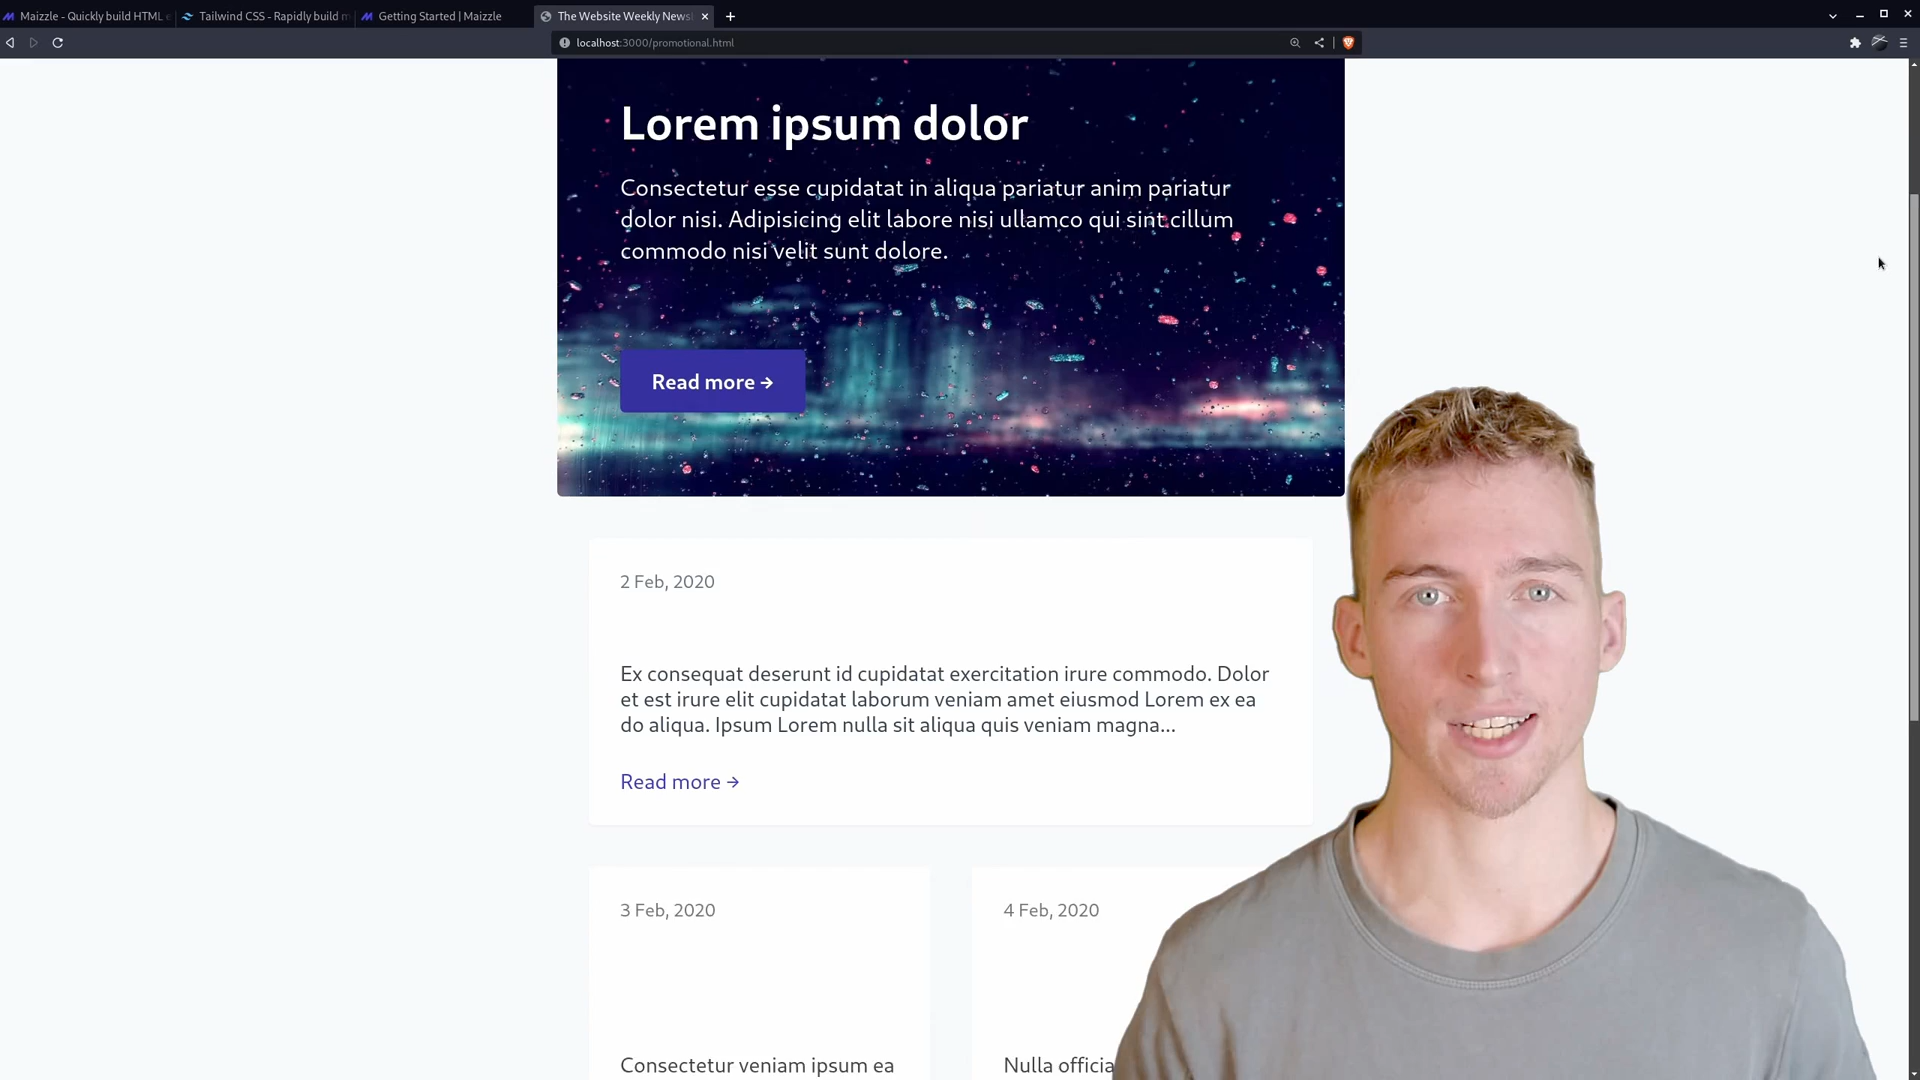 Maizzle - Quickly build HTML
Tailwind CSS - Rapidly build m
Getting Started | Maizzle
The Website Weekly News
localhost:3000/promotional.html
Lorem ipsum dolor
Consectetur esse cupidatat in aliqua pariatur anim pariatur
dolor nisi. Adipisicing elit labore nisi ullamco qui sint cillum
commodo nisi velit sunt dolore.
Read more →
2 Feb, 2020
Ex consequat deserunt id cupidatat exercitation irure commodo. Dolor
et est irure elit cupidatat laborum veniam amet eiusmod Lorem ex ea
do aliqua. Ipsum Lorem nulla sit aliqua quis veniam magna...
Read more →
3 Feb, 2020
4 Feb, 2020
Consectetur veniam ipsum ea
Nulla officia